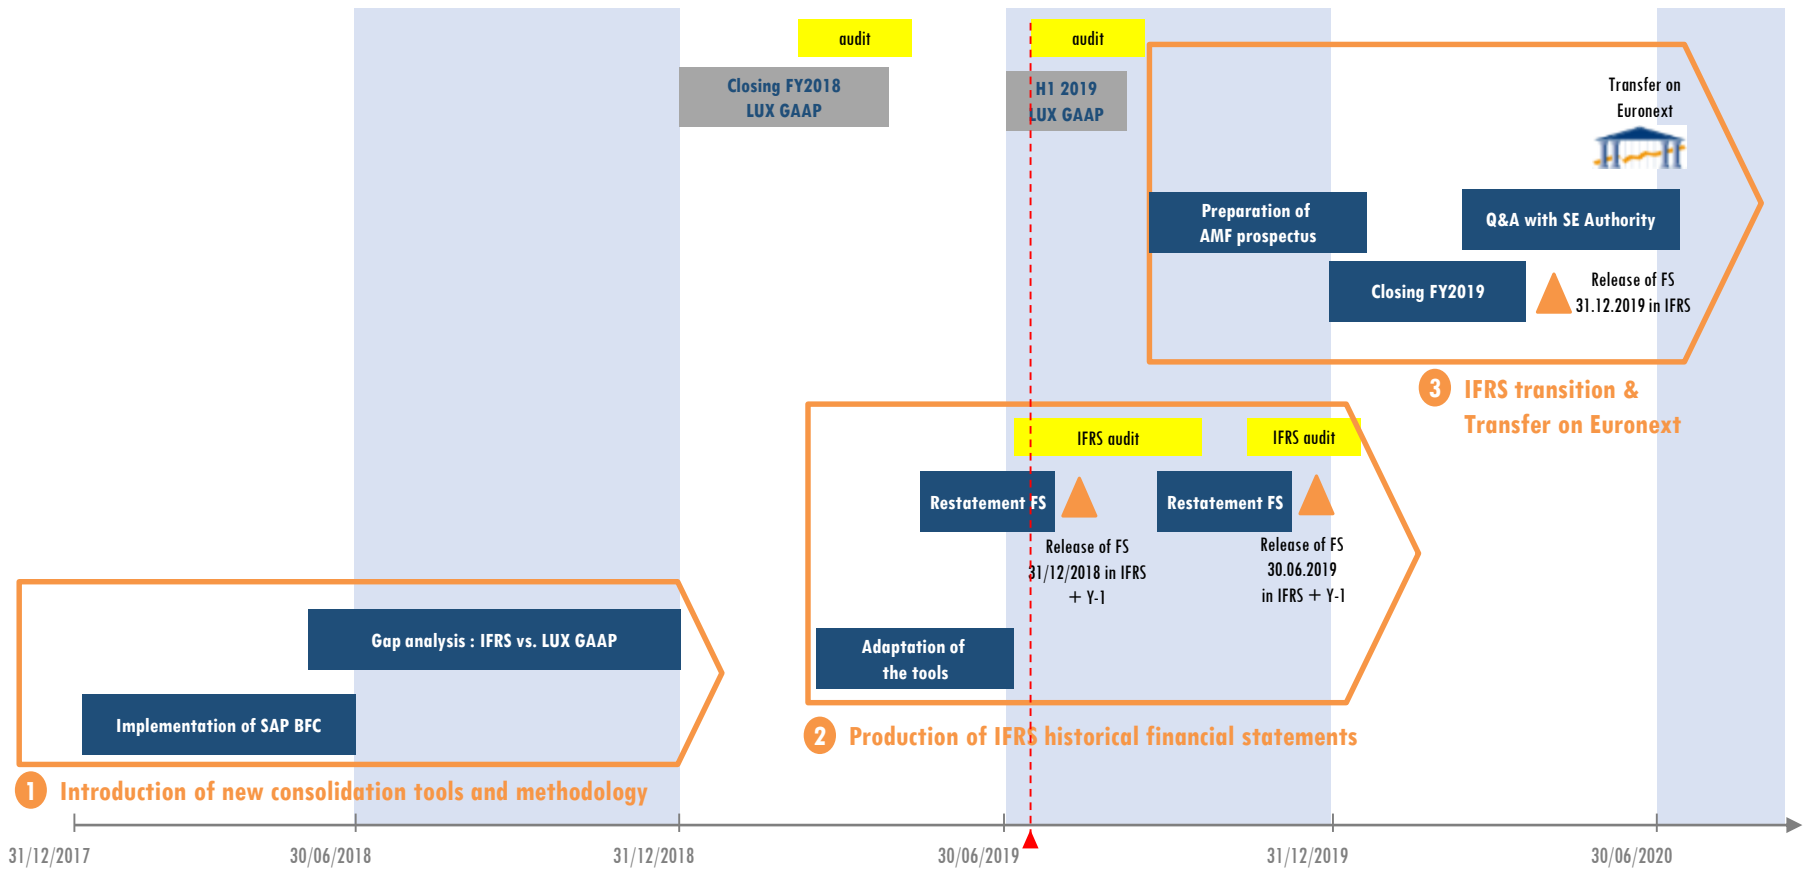 audit
audit
Closing FY2018
LUX GAAP
H1 2019
LUX GAAP
Transfer on
Euronext
Preparation of
AMF prospectus
Q&A with SE Authority
Closing FY2019
Release of FS
31.12.2019 in IFRS
3 IFRS transition &
Transfer on Euronext
IFRS audit
IFRS audit
Restatement FS
Restatement FS
Release of FS
31/12/2018 in IFRS
+ Y-1
Release of FS
30.06.2019
in IFRS + Y-1
Adaptation of
the tools
2 Production of IFRS historical financial statements
Gap analysis : IFRS vs. LUX GAAP
Implementation of SAP BFC
1 Introduction of new consolidation tools and methodology
31/12/2017
30/06/2018
31/12/2018
30/06/2019
31/12/2019
30/06/2020